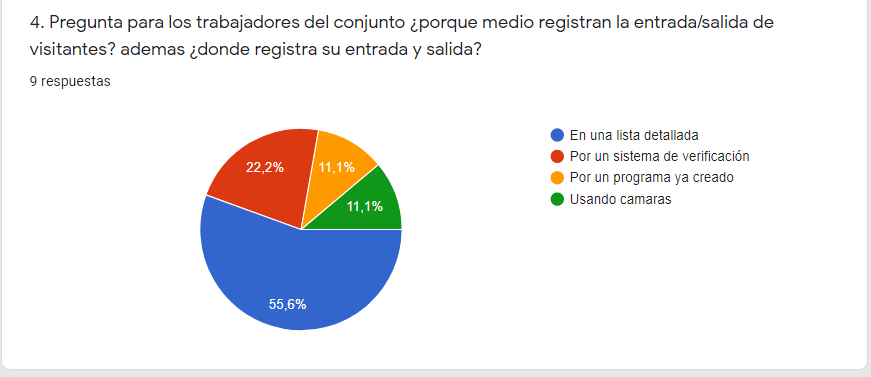 4. Pregunta para los trabajadores del conjunto ¿porque medio registran la entrada/salida de
visitantes? ademas ¿donde registra su entrada y salida?
9 respuestas
En una lista detallada
Por un sistema de verificación
Por un programa ya creado
Usando camaras
22,2%
11,1%
11,1%
55,6%